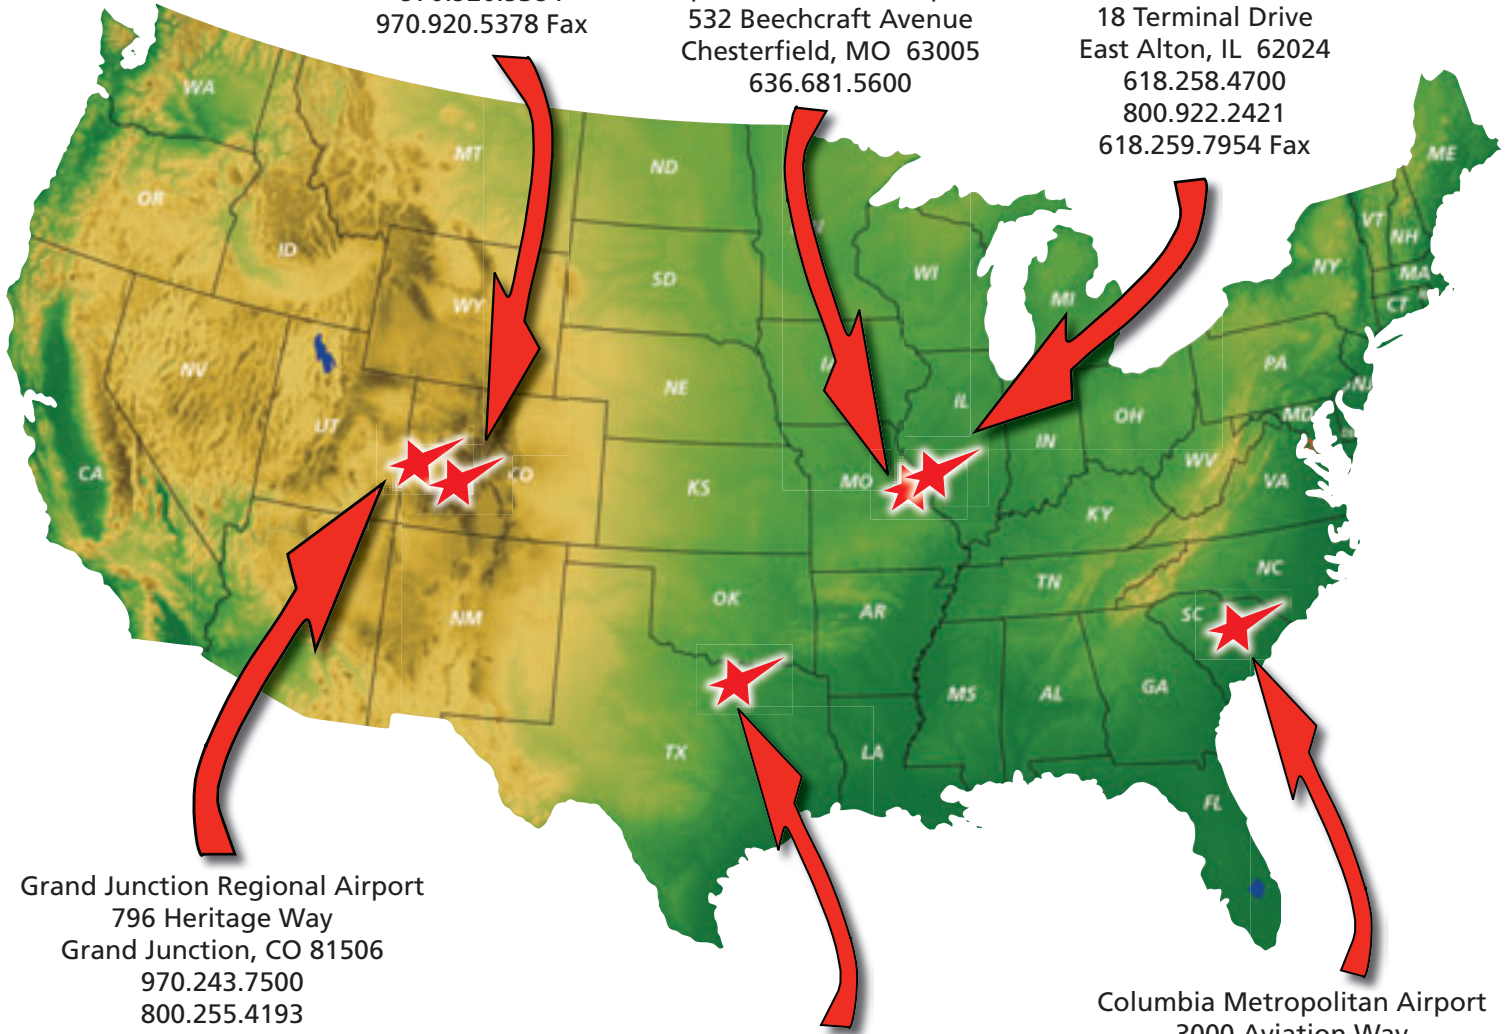 970.920.5378 Fax
532 Beechcraft Avenue
Chesterfield, MO 63005
636.681.5600
18 Terminal Drive
East Alton, IL 62024
618.258.4700
800.922.2421
618.259.7954 Fax
WA
MT
ND
ME
OR
VT
NH
ID
SD
WI
NY
MA
WY
MI
CT
NV
NE
IL
PA
NJ
UT
OH
MD
IN
CA
CO
KS
MO
WV
VA
KY
OK
TN
NC
NM
AR
SC
MS
AL
GA
TX
LA
FL
Grand Junction Regional Airport
796 Heritage Way
Grand Junction, CO 81506
970.243.7500
800.255.4193
Columbia Metropolitan Airport
3000 Aviation Way